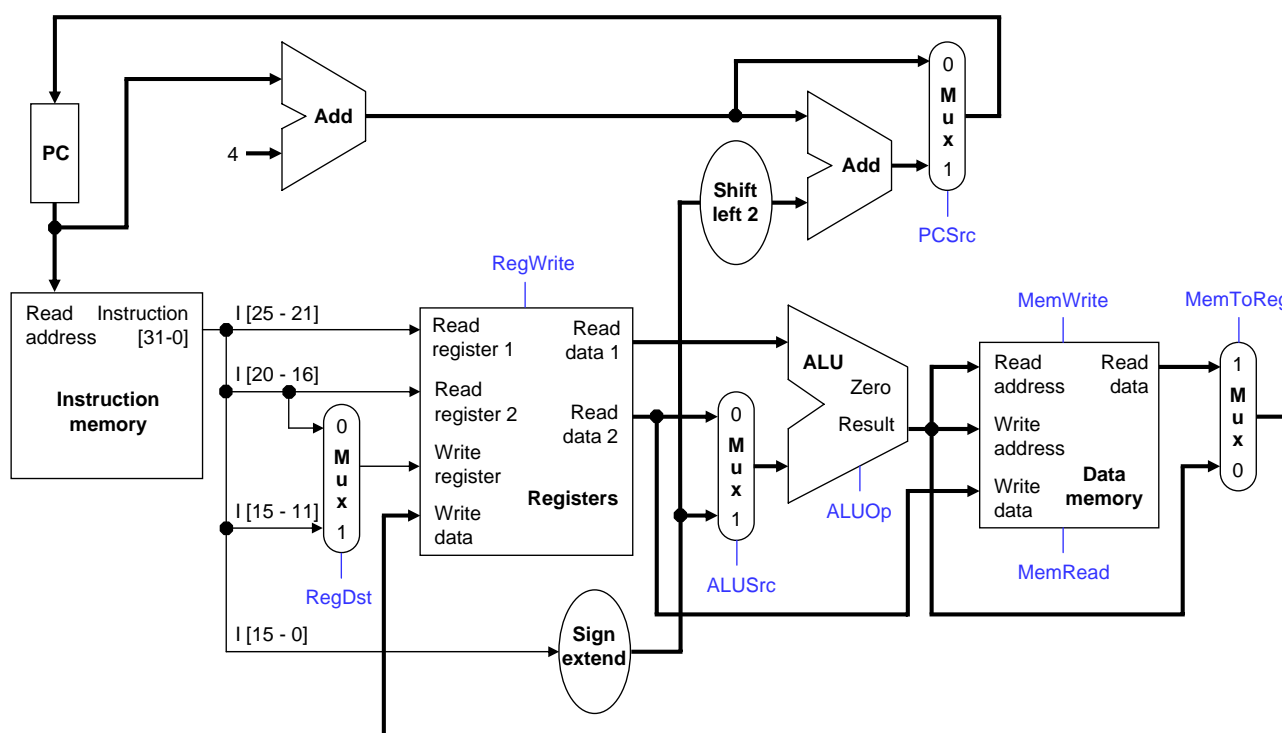 0
M
u
x
1
Add
PC
4
Add
Shift
left 2
PCSrc
RegWrite
MemWrite
MemToReg
Read
address
Instruction
[31-0]
Instruction
memory
I [25 - 21]
I [20 - 16]
I [15 - 11]
I [15 - 0]
0
M
u
x
1
RegDst
Read
register 1
Read
register 2
Write
register
Write
data
Read
data 1
Read
data 2
Registers
Sign
extend
0
M
u
x
1
ALUSrc
ALU
Zero
Result
ALUOp
Read
address
Write
address
Write
data
Read
data
Data
memory
MemRead
1
M
u
x
0